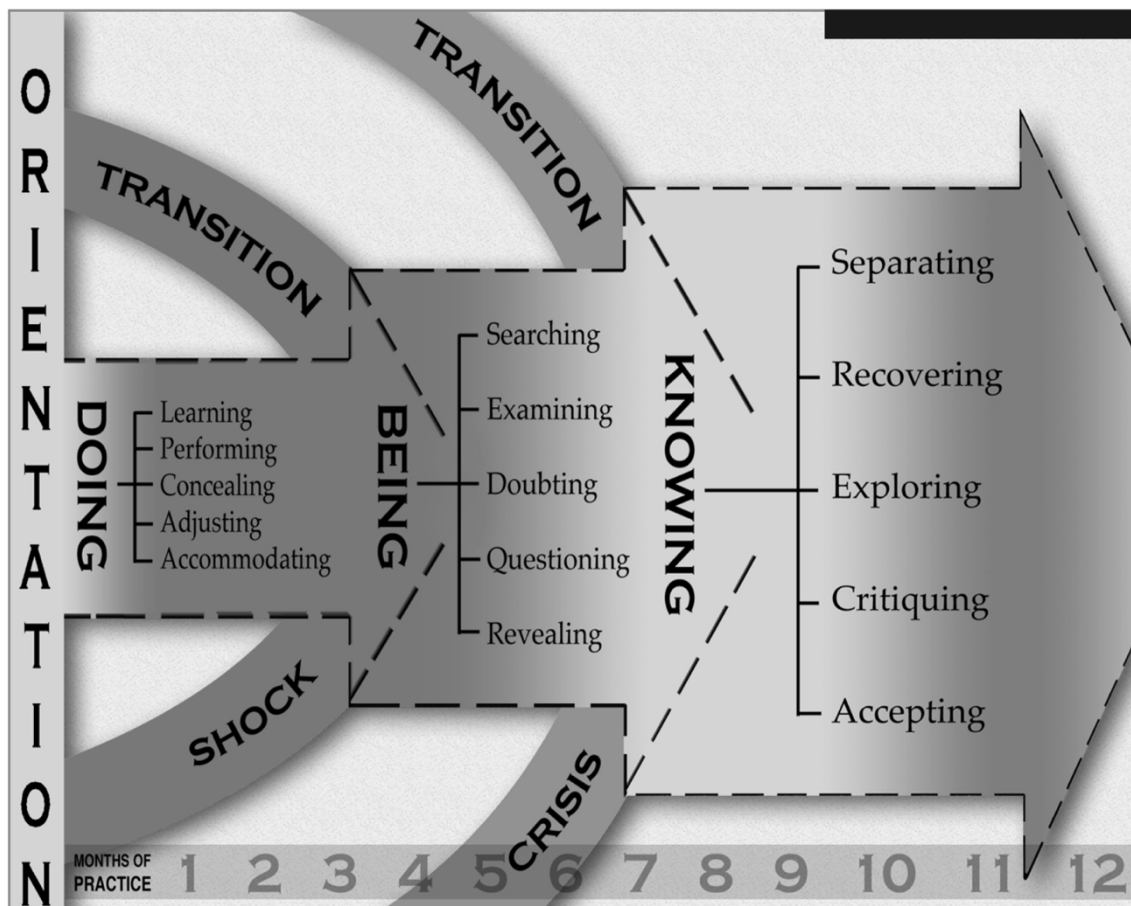 ORIENTATION
TRANSITION
TRANSITION
DOING
Learning
Performing
Concealing
Adjusting
Accommodating
BEING
Searching
Examining
Doubting
Questioning
Revealing
KNOWING
Separating
Recovering
Exploring
Critiquing
Accepting
SHOCK
CRISIS
MONTHS OF
PRACTICE
1 2 3 4 5 6 7 8 9 10 11 12